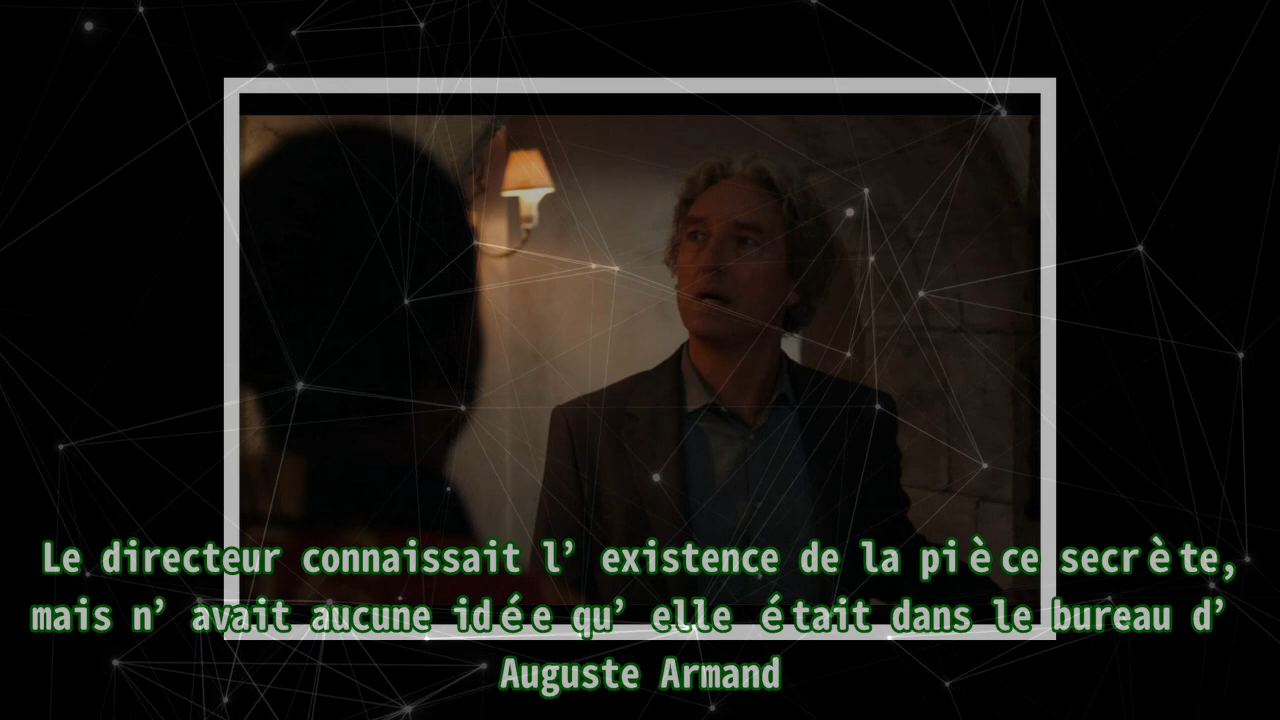 Le directeur connaissait l’ existence de la pièce secrète,
mais n’ avait aucune idée qu’ elle était dans le bureau d’
Auguste Armand